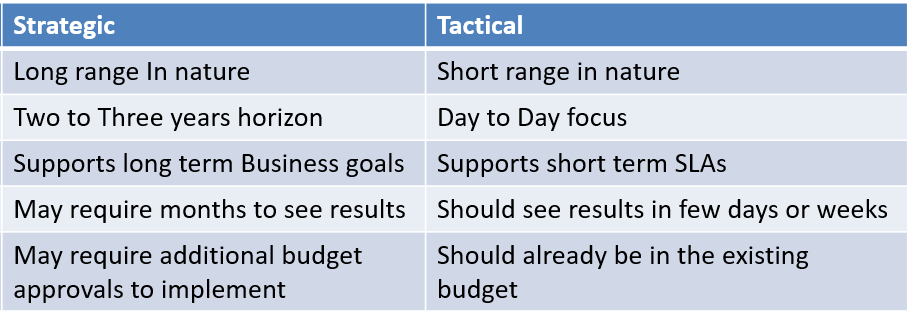 Strategic
Tactical
Long range In nature
Short range in nature
Two to Three years horizon
Day to Day focus
Supports long term Business goals
Supports short term SLAs
May require months to see results
Should see results in few days or weeks
May require additional budget
approvals to implement
Should already be in the existing
budget